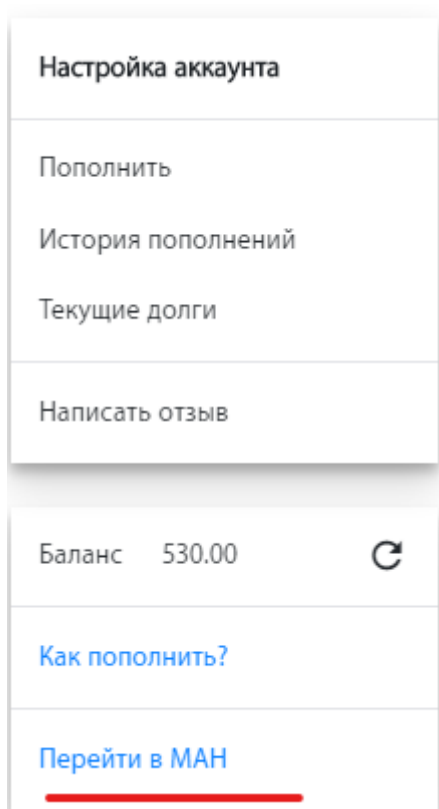 Настройка аккаунта
Пополнить
История пополнений
Текущие долги
Написать отзыв
Баланс 530.00
Как пополнить?
Перейти в МАН